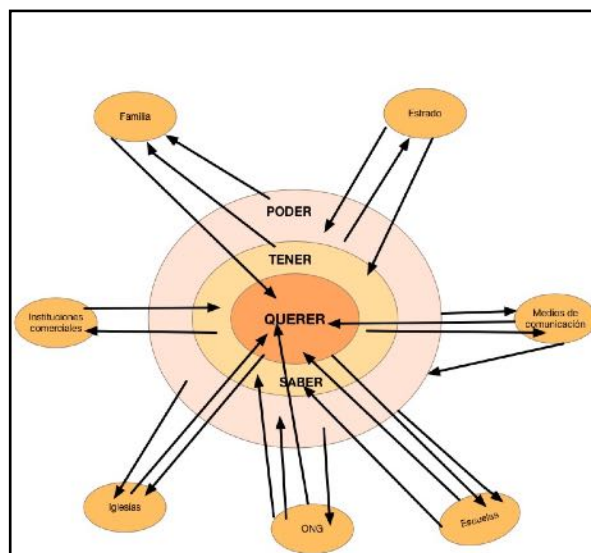 Familia
Estrado
PODER
TENER
QUERER
Instituciones
comerciales
Medios de
comunicación
SABER
Iglesias
ONG
Escuelas